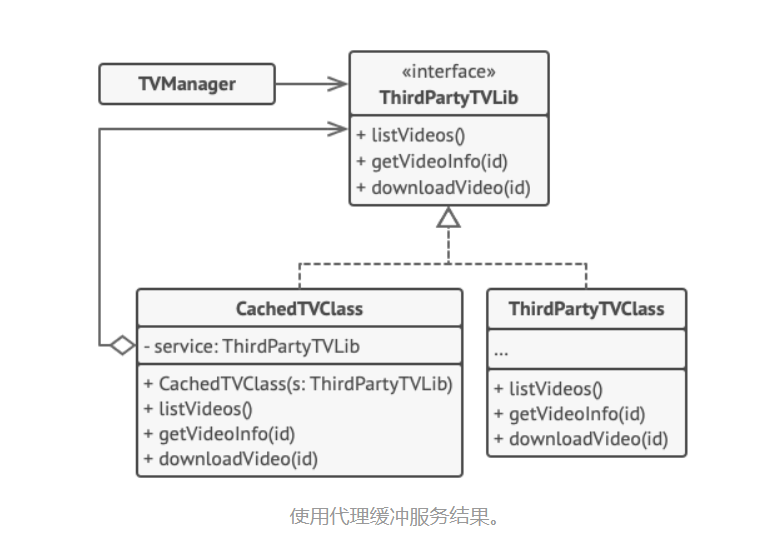 TVManager
«interface»
ThirdPartyTVLib
+ listVideos()
+ getVideoInfo(id)
+ downloadVideo(id)
CachedTVClass
- service: ThirdPartyTVLib
+ CachedTVClass(s: ThirdPartyTVLib)
+ listVideos()
+ getVideoInfo(id)
+ downloadVideo(id)
ThirdPartyTVClass
...
+ listVideos()
+ getVideoInfo(id)
+ downloadVideo(id)
使用代理缓冲服务结果。